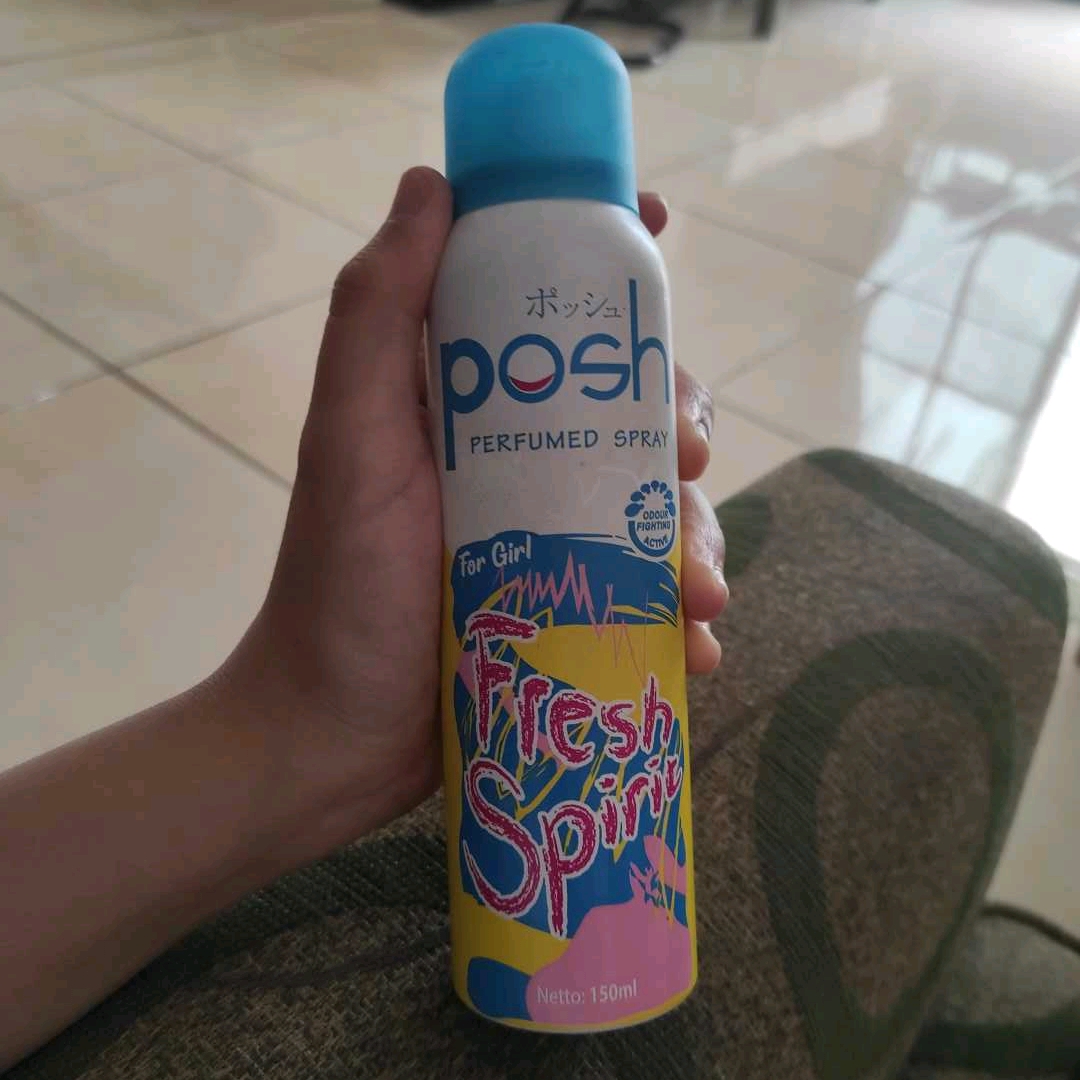 ポッシュ
posh
PERFUMED SPRAY
ODOUR
FIGHTING
ACTIVE
For Girl
Fresh
Spirit
Netto: 150ml